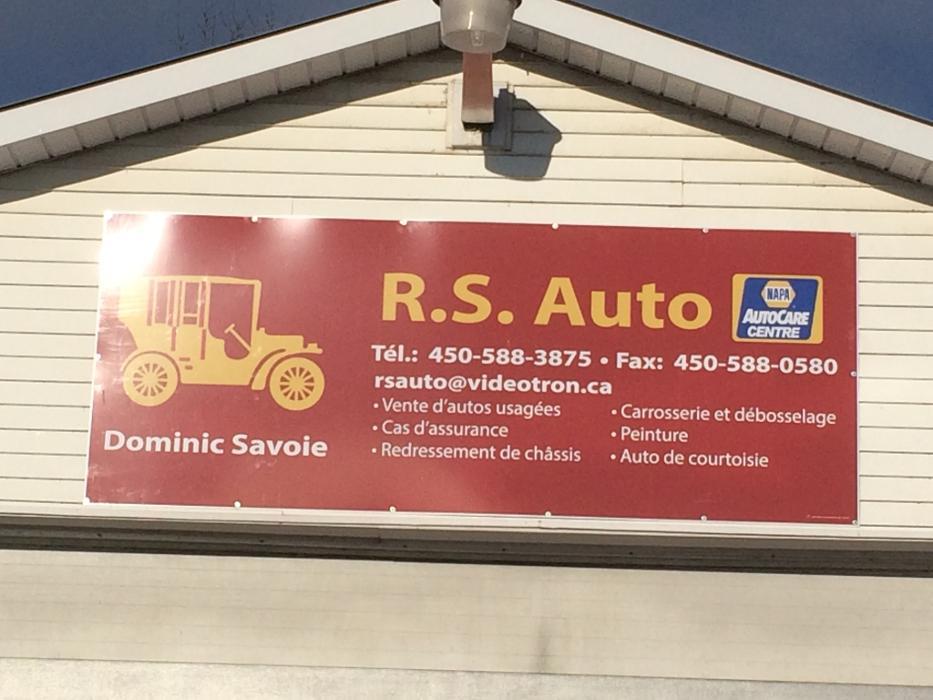 R.S. Auto
NAPA
AUTOCARE
CENTRE
Tél.: 450-588-3875 • Fax: 450-588-0580
rsauto@videotron.ca
• Vente d'autos usagées
• Cas d'assurance
• Redressement de châssis
• Carrosserie et débosselage
• Peinture
• Auto de courtoisie
Dominic Savoie